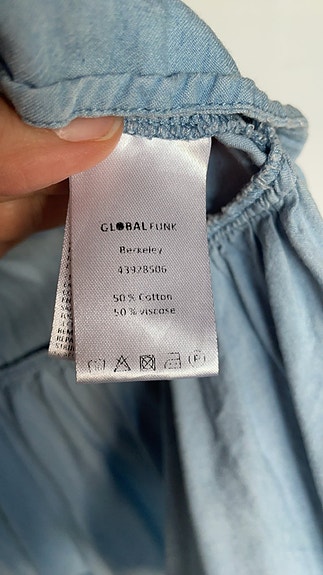 GLOBAL FUNK
Berkeley
43928506
50% Cotton
50% viscose
P